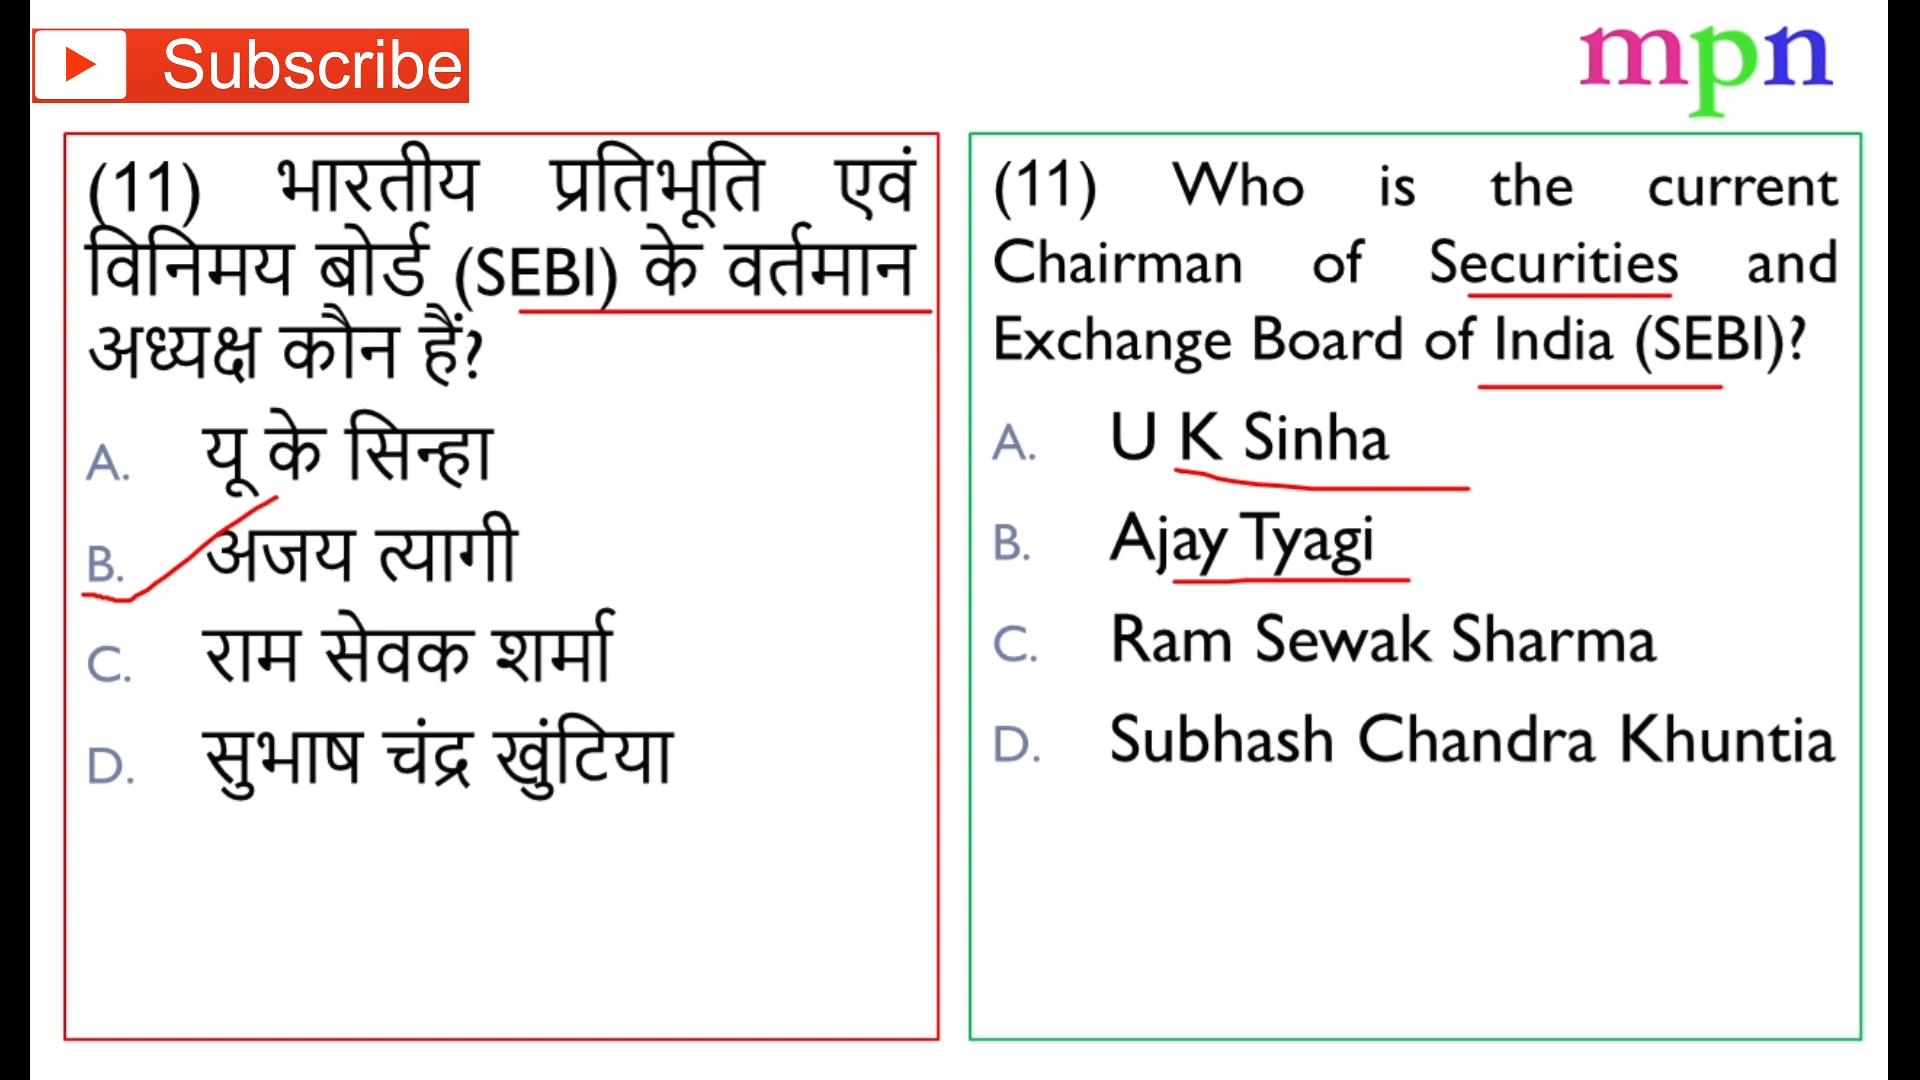 Subscribe
mpn
(11) भारतीय प्रतिभूति एवं
विनिमय बोर्ड (SEBI) के वर्तमान
अध्यक्ष कौन हैं?
A. यू के सिन्हा
B. अजय त्यागी
C. राम सेवक शर्मा
D. सुभाष चंद्र खुंटिया
(11) Who is the current
Chairman of Securities and
Exchange Board of India (SEBI)?
A. U K Sinha
B. Ajay Tyagi
C. Ram Sewak Sharma
D. Subhash Chandra Khuntia